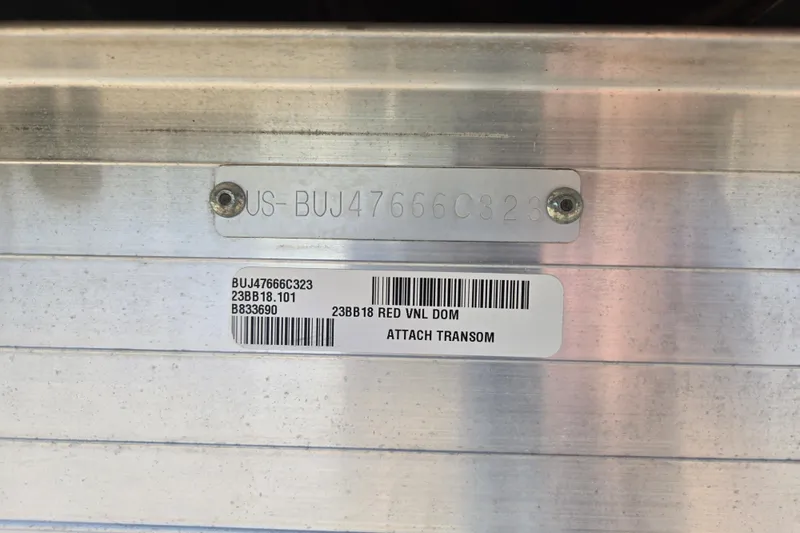 US-BUJ47666C323
BUJ47666C323
23BB18.101
B833690
23BB18 RED VNL DOM
ATTACH TRANSOM